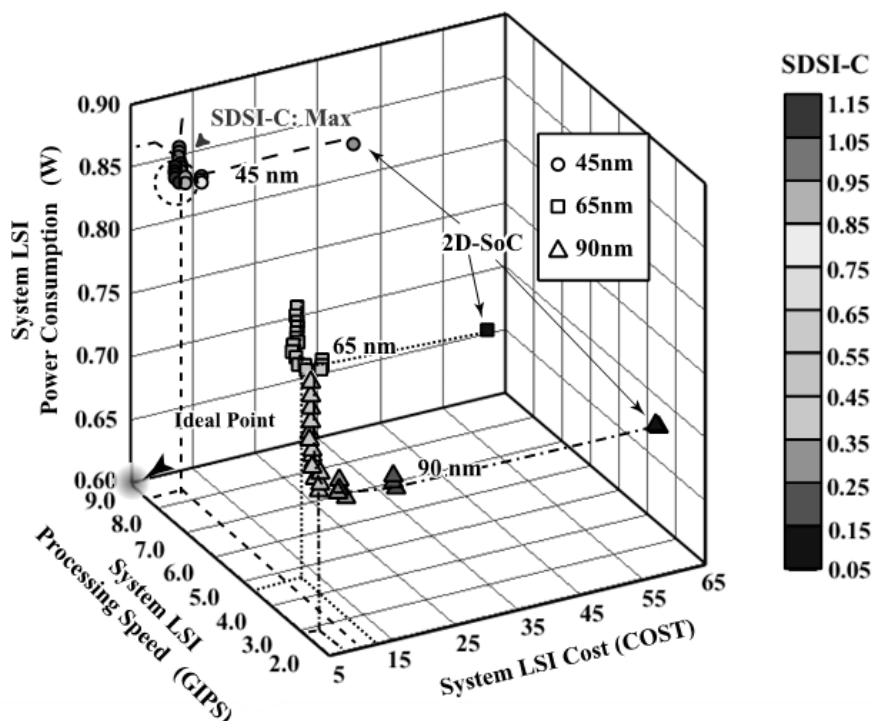 SDSI-C
0.90
0.85
0.80
0.75
0.70
0.65
0.60
System LSI
Power Consumption (W)
SDSI-C: Max
45 nm
65 nm
90 nm
2D-SoC
45nm
65nm
90nm
Ideal Point
9.0
8.0
7.0
6.0
5.0
4.0
3.0
2.0
System LSI
Processing Speed (GIPS)
5
15
25
35
45
55
65
System LSI Cost (COST)
1.15
1.05
0.95
0.85
0.75
0.65
0.55
0.45
0.35
0.25
0.15
0.05